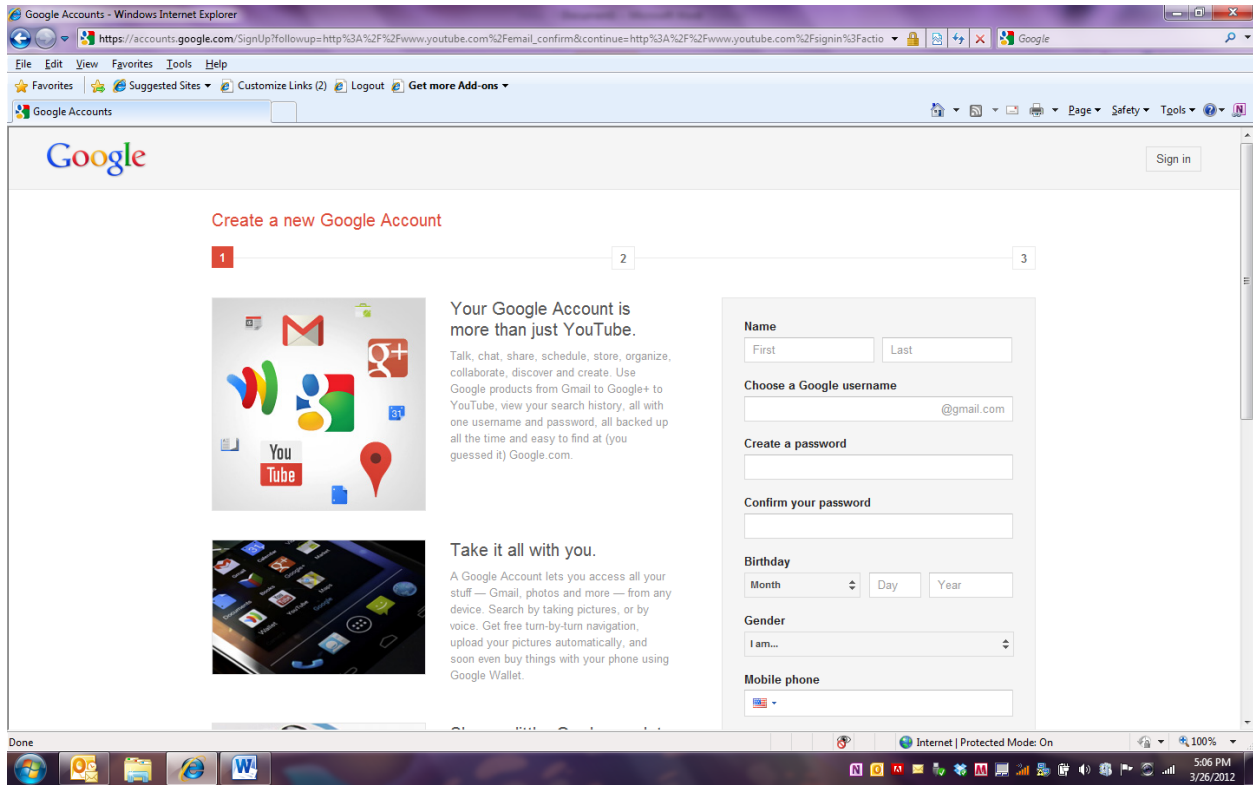 Google Accounts - Windows Internet Explorer
https://accounts.google.com/SignUp?followup=http%3A%2F%2Fwww.youtube.com%2Femail_confirm&continue=http%3A%2F%2Fwww.youtube.com%2Fsignin%3Factio
Google
File Edit View Favorites Tools Help
Favorites Suggested Sites Customize Links (2) Logout Get more Add-ons
Google Accounts
Page Safety Tools
Google
Sign in
Create a new Google Account
1 2 3
Your Google Account is
more than just YouTube.
Talk, chat, share, schedule, store, organize,
collaborate, discover and create. Use
Google products from Gmail to Google+ to
YouTube, view your search history, all with
one username and password, all backed up
all the time and easy to find at (you
guessed it) Google.com.
g+
31
You
Tube
Take it all with you.
A Google Account lets you access all your
stuff — Gmail, photos and more — from any
device. Search by taking pictures, or by
voice. Get free turn-by-turn navigation,
upload your pictures automatically, and
soon even buy things with your phone using
Google Wallet.
Name
First Last
Choose a Google username
@gmail.com
Create a password
Confirm your password
Birthday
Month Day Year
Gender
I am...
Mobile phone
Done
Internet | Protected Mode: On
100%
5:06 PM
3/26/2012